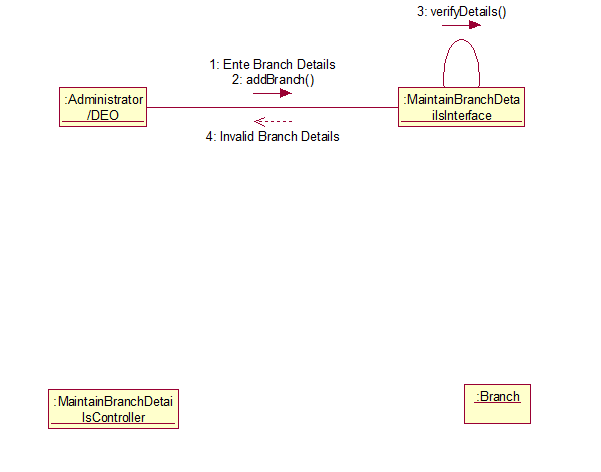 3: verifyDetails()
1: Ente Branch Details
2: addBranch()
:Administrator
/DEO
:MaintainBranchDeta
ilsInterface
4: Invalid Branch Details
:MaintainBranchDetai
lsController
:Branch